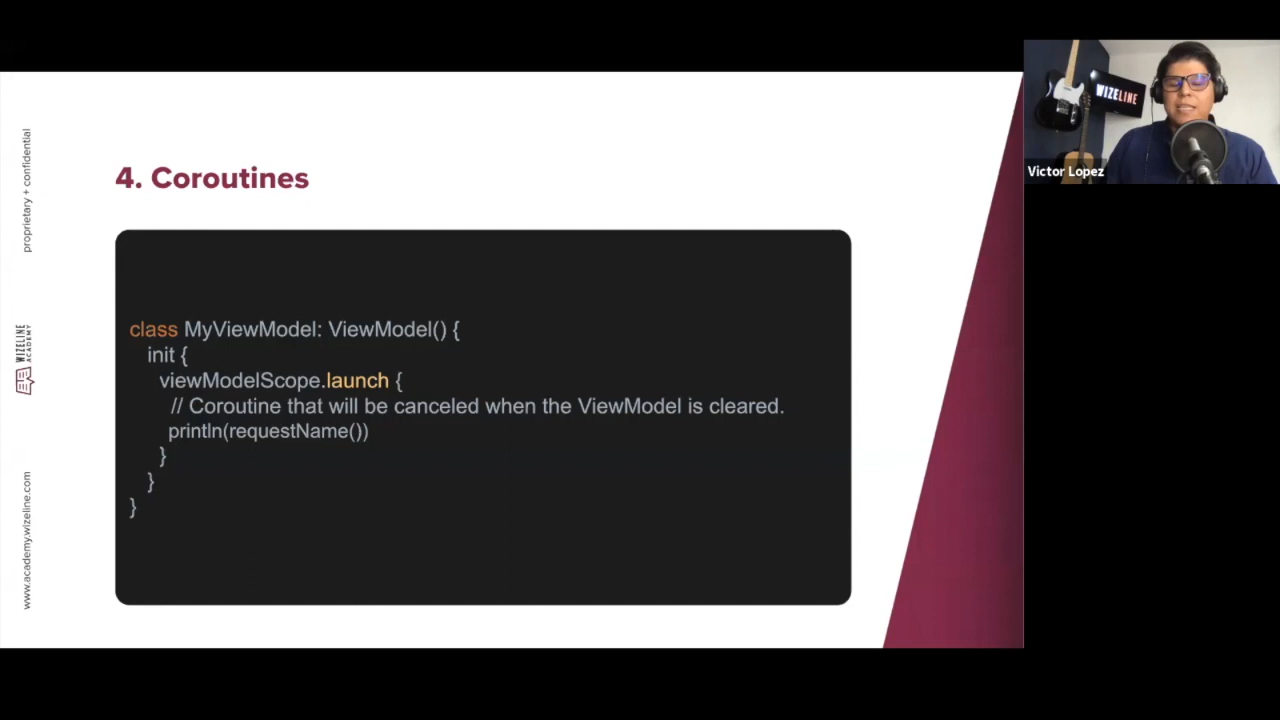 proprietary + confidential
WIZELINE
ACADEMY
www.academy.wizeline.com
4. Coroutines
class MyViewModel: ViewModel() {
init {
viewModelScope.launch {
// Coroutine that will be canceled when the ViewModel is cleared.
println(requestName())
}
}
}
WIZELINE
Victor Lopez